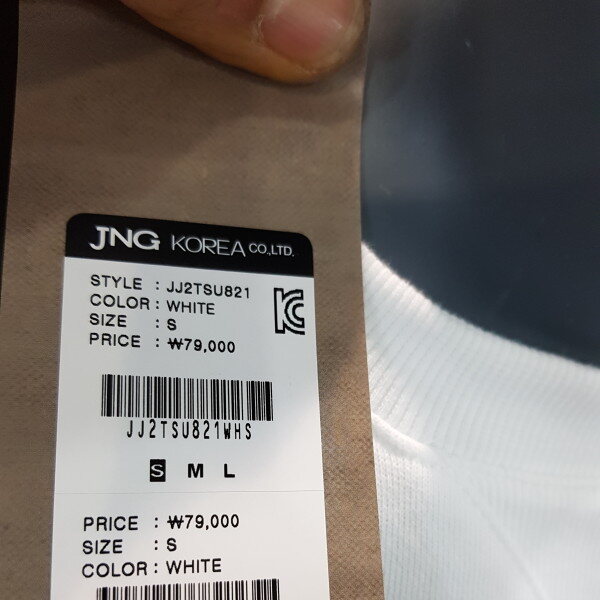 JNG KOREA CO.,LTD.
STYLE : JJ2TSU821
COLOR : WHITE
SIZE : S
PRICE : ₩79,000
KC
JJ2TSU821WHS
S M L
PRICE : ₩79,000
SIZE : S
COLOR : WHITE